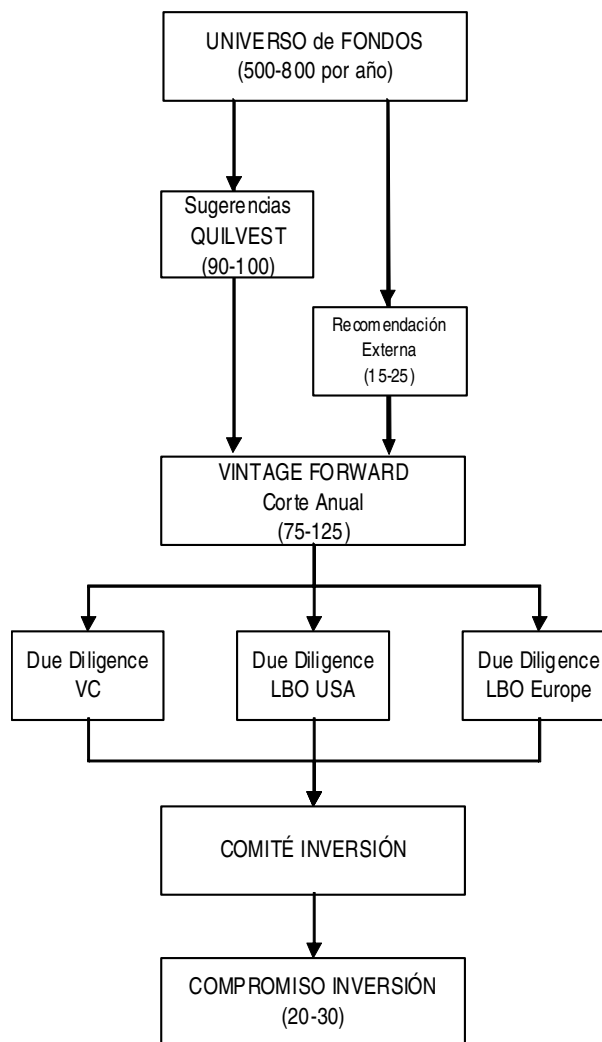 UNIVERSO de FONDOS
(500-800 por año)
Sugerencias
QUILVEST
(90-100)
Recomendación
Externa
(15-25)
VINTAGE FORWARD
Corte Anual
(75-125)
Due Diligence
VC
Due Diligence
LBO USA
Due Diligence
LBO Europe
COMITÉ INVERSIÓN
COMPROMISO INVERSIÓN
(20-30)